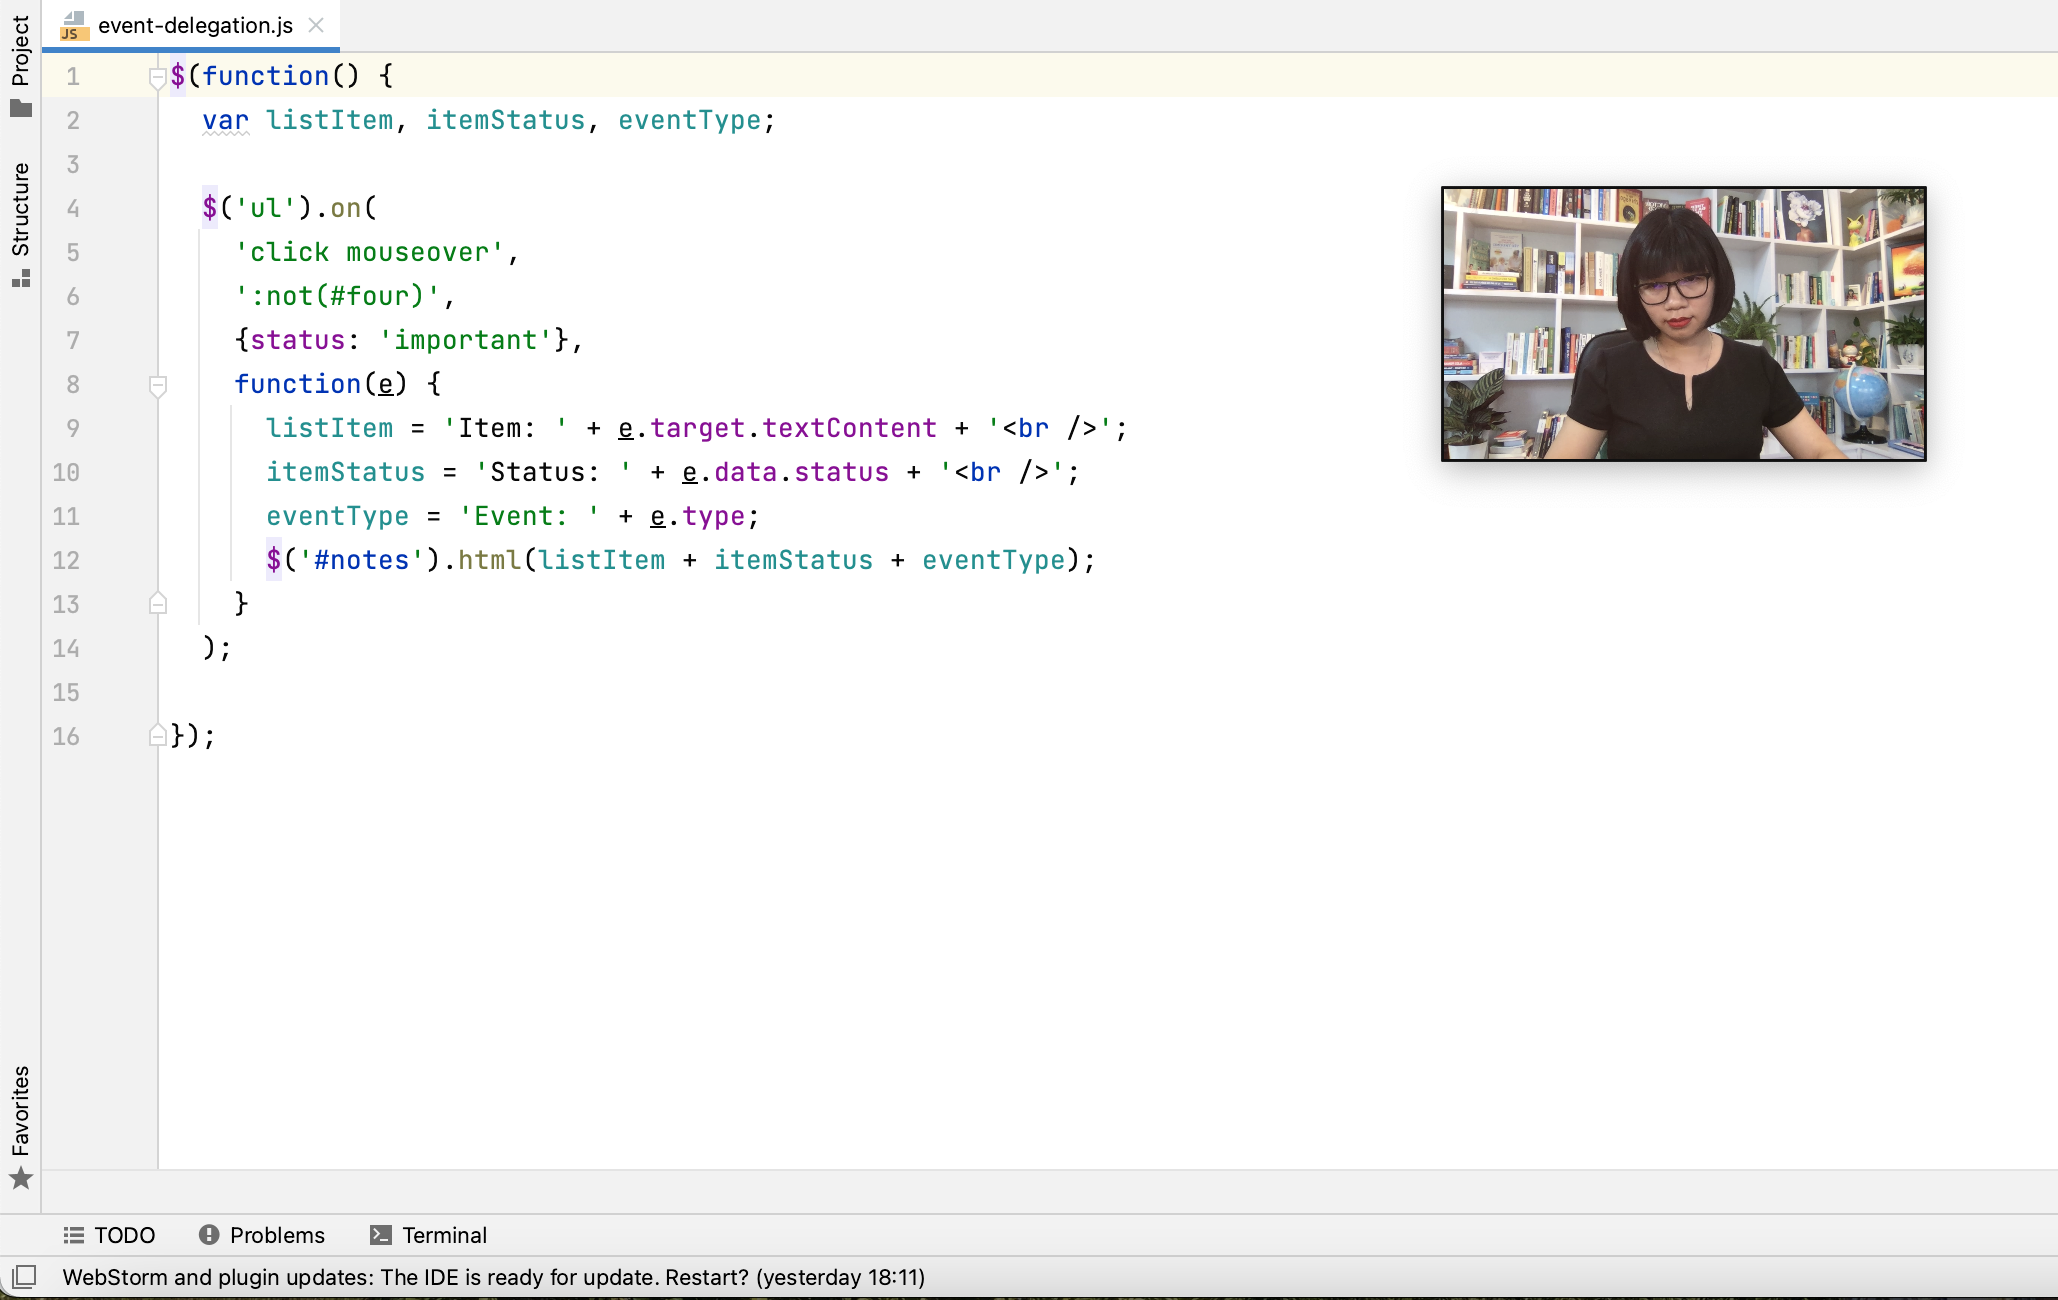 Project
Structure
Favorites
event-delegation.js
1 $(function() {
2 var listItem, itemStatus, eventType;
3
4 $('ul').on(
5 'click mouseover',
6 ':not(#four)',
7 {status: 'important'},
8 function(e) {
9 listItem = 'Item: ' + e.target.textContent + '<br />';
10 itemStatus = 'Status: ' + e.data.status + '<br />';
11 eventType = 'Event: ' + e.type;
12 $('#notes').html(listItem + itemStatus + eventType);
13 }
14 );
15
16 });
TODO Problems Terminal
WebStorm and plugin updates: The IDE is ready for update. Restart? (yesterday 18:11)